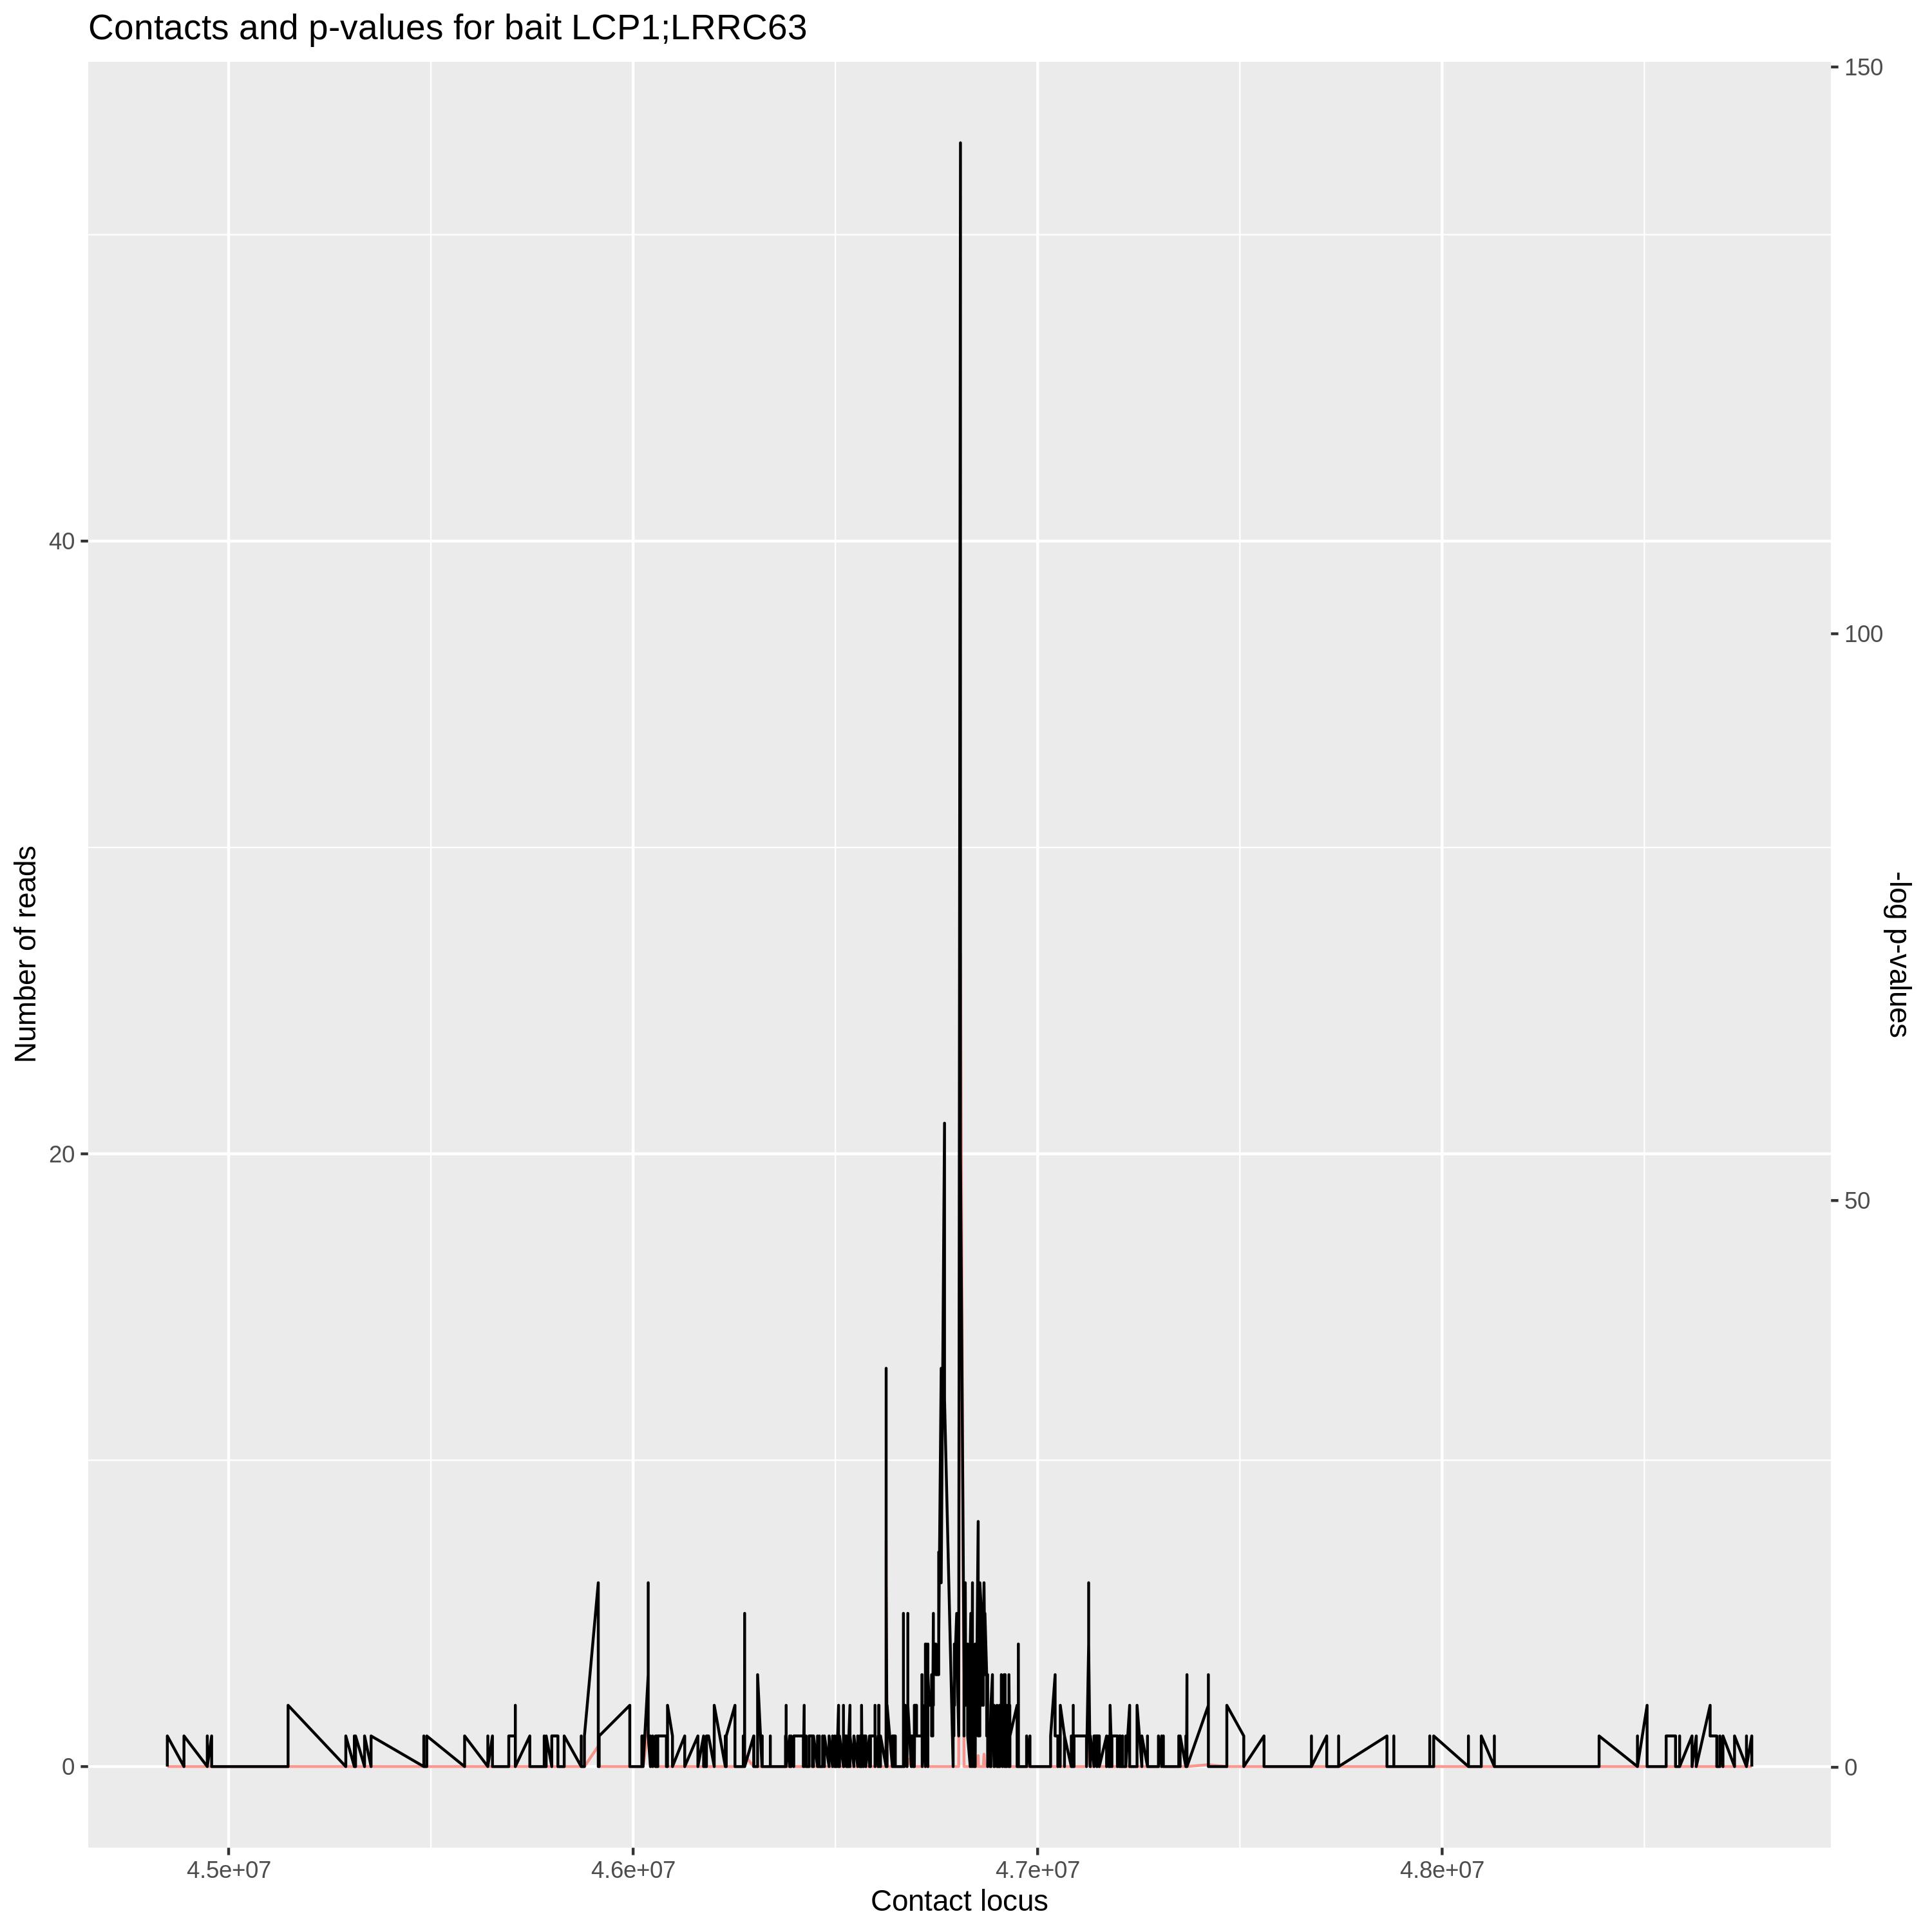 Contacts and p-values for bait LCP1;LRRC63
150
40
100
Number of reads
-log p-values
20
50
0
0
4.5e+07
4.6e+07
4.7e+07
4.8e+07
Contact locus